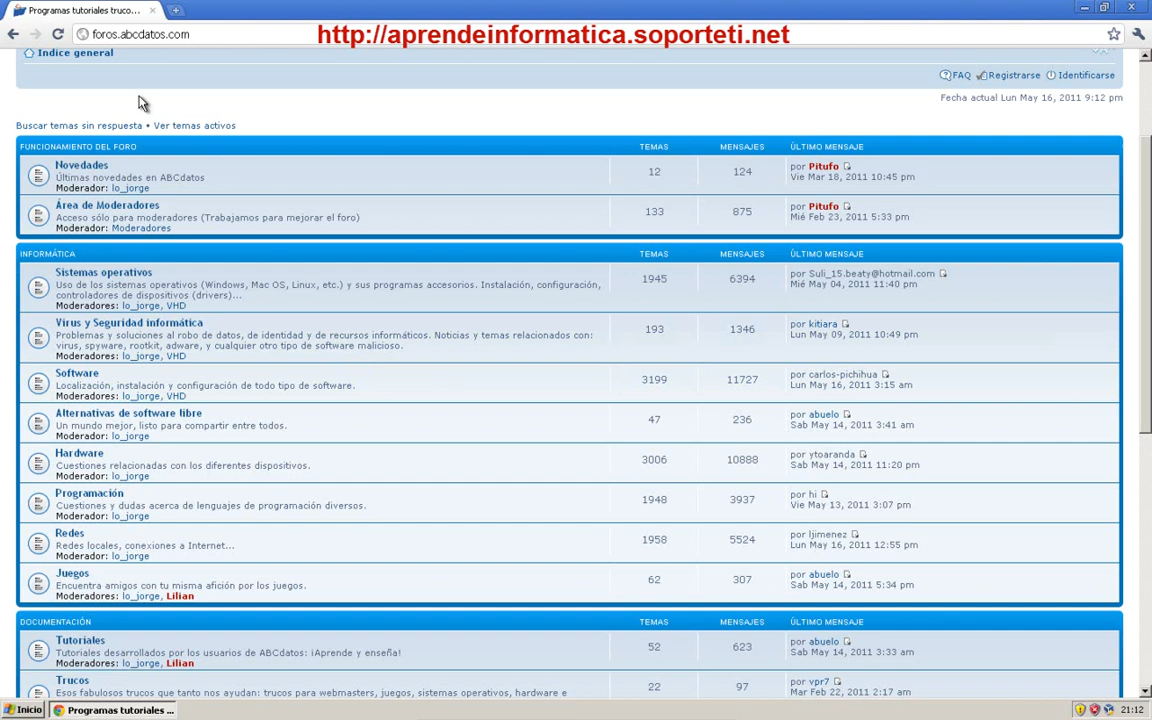 Programas tutoriales truco...
foros.abcdatos.com
http://aprendeinformatica.soporteti.net
Indice general
FAQ Registrarse Identificarse
Fecha actual Lun May 16, 2011 9:12 pm
Buscar temas sin respuesta • Ver temas activos
FUNCIONAMIENTO DEL FORO TEMAS MENSAJES ÚLTIMO MENSAJE
Novedades
Últimas novedades en ABCdatos
Moderador: lo_jorge
12 124 por Pitufo
Vie Mar 18, 2011 10:45 pm
Área de Moderadores
Acceso sólo para moderadores (Trabajamos para mejorar el foro)
Moderador: Moderadores
133 875 por Pitufo
Mié Feb 23, 2011 5:33 pm
INFORMÁTICA TEMAS MENSAJES ÚLTIMO MENSAJE
Sistemas operativos
Uso de los sistemas operativos (Windows, Mac OS, Linux, etc.) y sus programas accesorios. Instalación, configuración,
controladores de dispositivos (drivers)...
Moderadores: lo_jorge, VHD
1945 6394 por Suli_15.beaty@hotmail.com
Mié May 04, 2011 11:40 pm
Virus y Seguridad informática
Problemas y soluciones al robo de datos, de identidad y de recursos informáticos. Noticias y temas relacionados con:
virus, spyware, rootkit, adware, y cualquier otro tipo de software malicioso.
Moderadores: lo_jorge, VHD
193 1346 por kitiara
Lun May 09, 2011 10:49 pm
Software
Localización, instalación y configuración de todo tipo de software.
Moderadores: lo_jorge, VHD
3199 11727 por carlos-pichihua
Lun May 16, 2011 3:15 am
Alternativas de software libre
Un mundo mejor, listo para compartir entre todos.
Moderador: lo_jorge
47 236 por abuelo
Sab May 14, 2011 3:41 am
Hardware
Cuestiones relacionadas con los diferentes dispositivos.
Moderador: lo_jorge
3006 10888 por ytoaranda
Sab May 14, 2011 11:20 pm
Programación
Cuestiones y dudas acerca de lenguajes de programación diversos.
Moderador: lo_jorge
1948 3937 por hi
Vie May 13, 2011 3:07 pm
Redes
Redes locales, conexiones a Internet...
Moderador: lo_jorge
1958 5524 por ljimenez
Lun May 16, 2011 12:55 pm
Juegos
Encuentra amigos con tu misma afición por los juegos.
Moderadores: lo_jorge, Lilian
62 307 por abuelo
Sab May 14, 2011 5:34 pm
DOCUMENTACIÓN TEMAS MENSAJES ÚLTIMO MENSAJE
Tutoriales
Tutoriales desarrollados por los usuarios de ABCdatos: ¡Aprende y enseña!
Moderadores: lo_jorge, Lilian
52 623 por abuelo
Sab May 14, 2011 3:33 am
Trucos
Esos fabulosos trucos que tanto nos ayudan: trucos para webmasters, juegos, sistemas operativos, hardware e
22 97 por vpr7
Mar Feb 22, 2011 2:17 am
Inicio Programas tutoriales ... 21:12